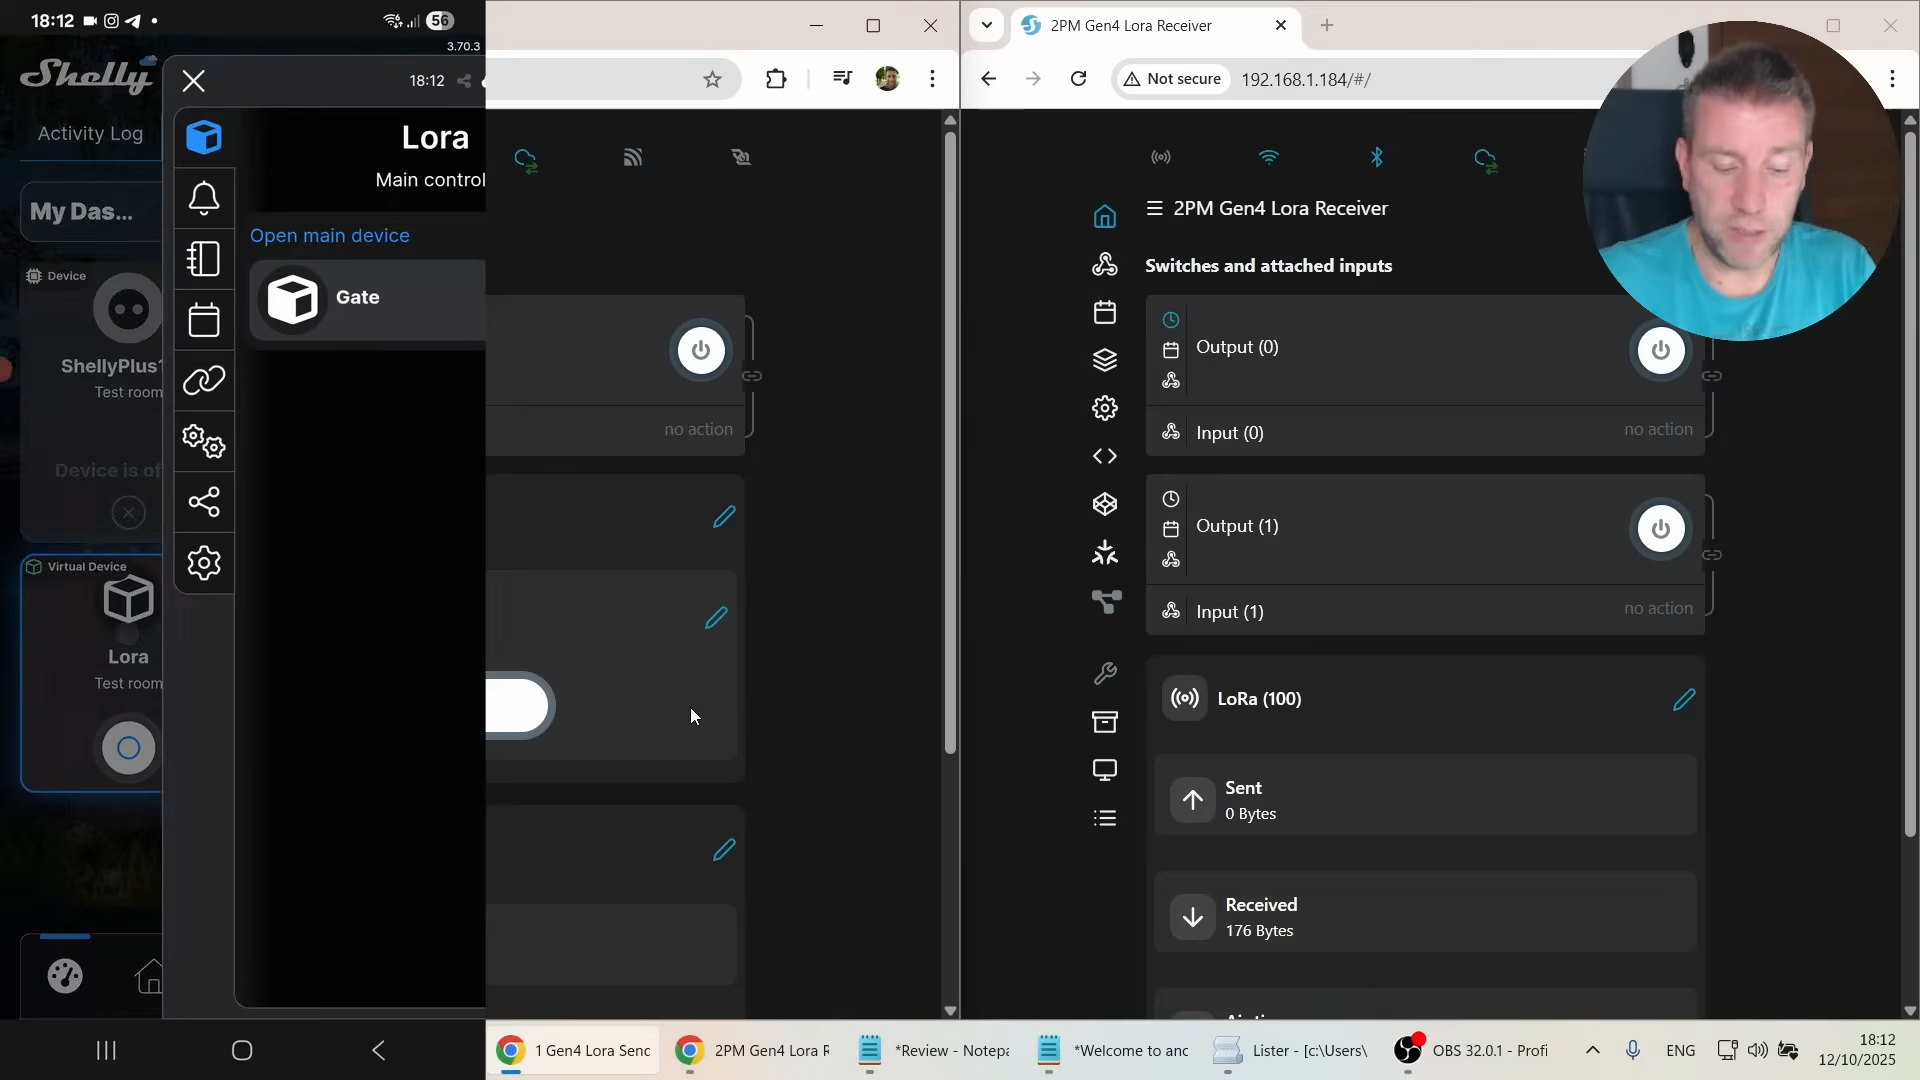 18:12
56
3.70.3
Shelly
Activity Log
My Das...
Device
ShellyPlus1
Test room
Device is of
Virtual Device
Lora
Test room
18:12
Lora
Main control
Open main device
Gate
no action
2PM Gen4 Lora Receiver
Not secure
192.168.1.184/#/
2PM Gen4 Lora Receiver
Switches and attached inputs
Output (0)
Input (0)
no action
Output (1)
Input (1)
no action
LoRa (100)
Sent
0 Bytes
Received
176 Bytes
1 Gen4 Lora Senc
2PM Gen4 Lora R
*Review - Notepa
*Welcome to anc
Lister - [c:\Users\
OBS 32.0.1 - Profi
ENG
18:12
12/10/2025